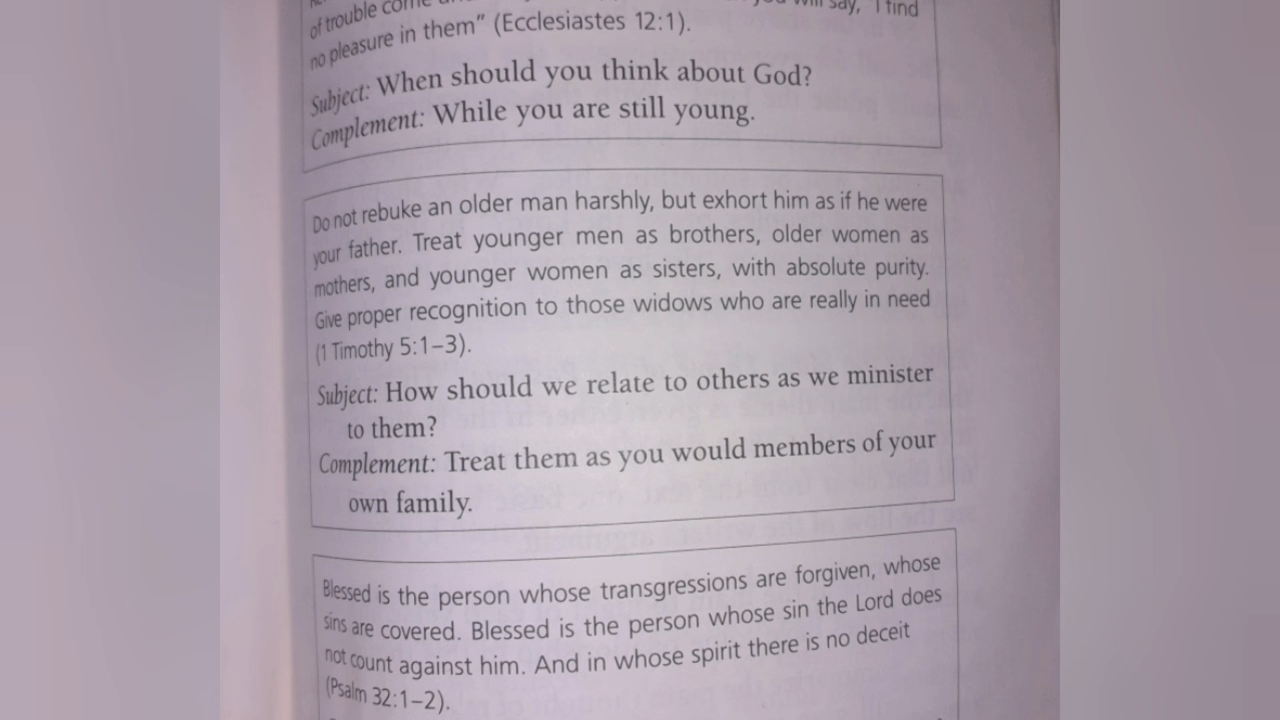 of trouble come will say, "I find
no pleasure in them" (Ecclesiastes 12:1).
Subject: When should you think about God?
Complement: While you are still young.
Do not rebuke an older man harshly, but exhort him as if he were
your father. Treat younger men as brothers, older women as
mothers, and younger women as sisters, with absolute purity.
Give proper recognition to those widows who are really in need
(1 Timothy 5:1–3).
Subject: How should we relate to others as we minister
to them?
Complement: Treat them as you would members of your
own family.
Blessed is the person whose transgressions are forgiven, whose
sins are covered. Blessed is the person whose sin the Lord does
not count against him. And in whose spirit there is no deceit
(Psalm 32:1–2).